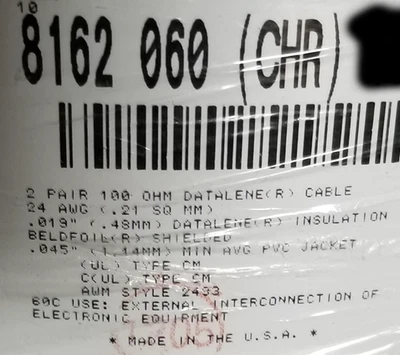 10
8162 060 (CHR)
2 PAIR 100 OHM DATALENE(R) CABLE
24 AWG (.21 SQ MM)
.019" (.48MM) DATALENE(R) INSULATION
BELDFOIL(R) SHIELDED
.045" (1.14MM) MIN AVG PVC JACKET
(UL) TYPE CM
C(UL) TYPE CM
AWM STYLE 2493
60C USE: EXTERNAL INTERCONNECTION OF
ELECTRONIC EQUIPMENT
* MADE IN THE U.S.A. *